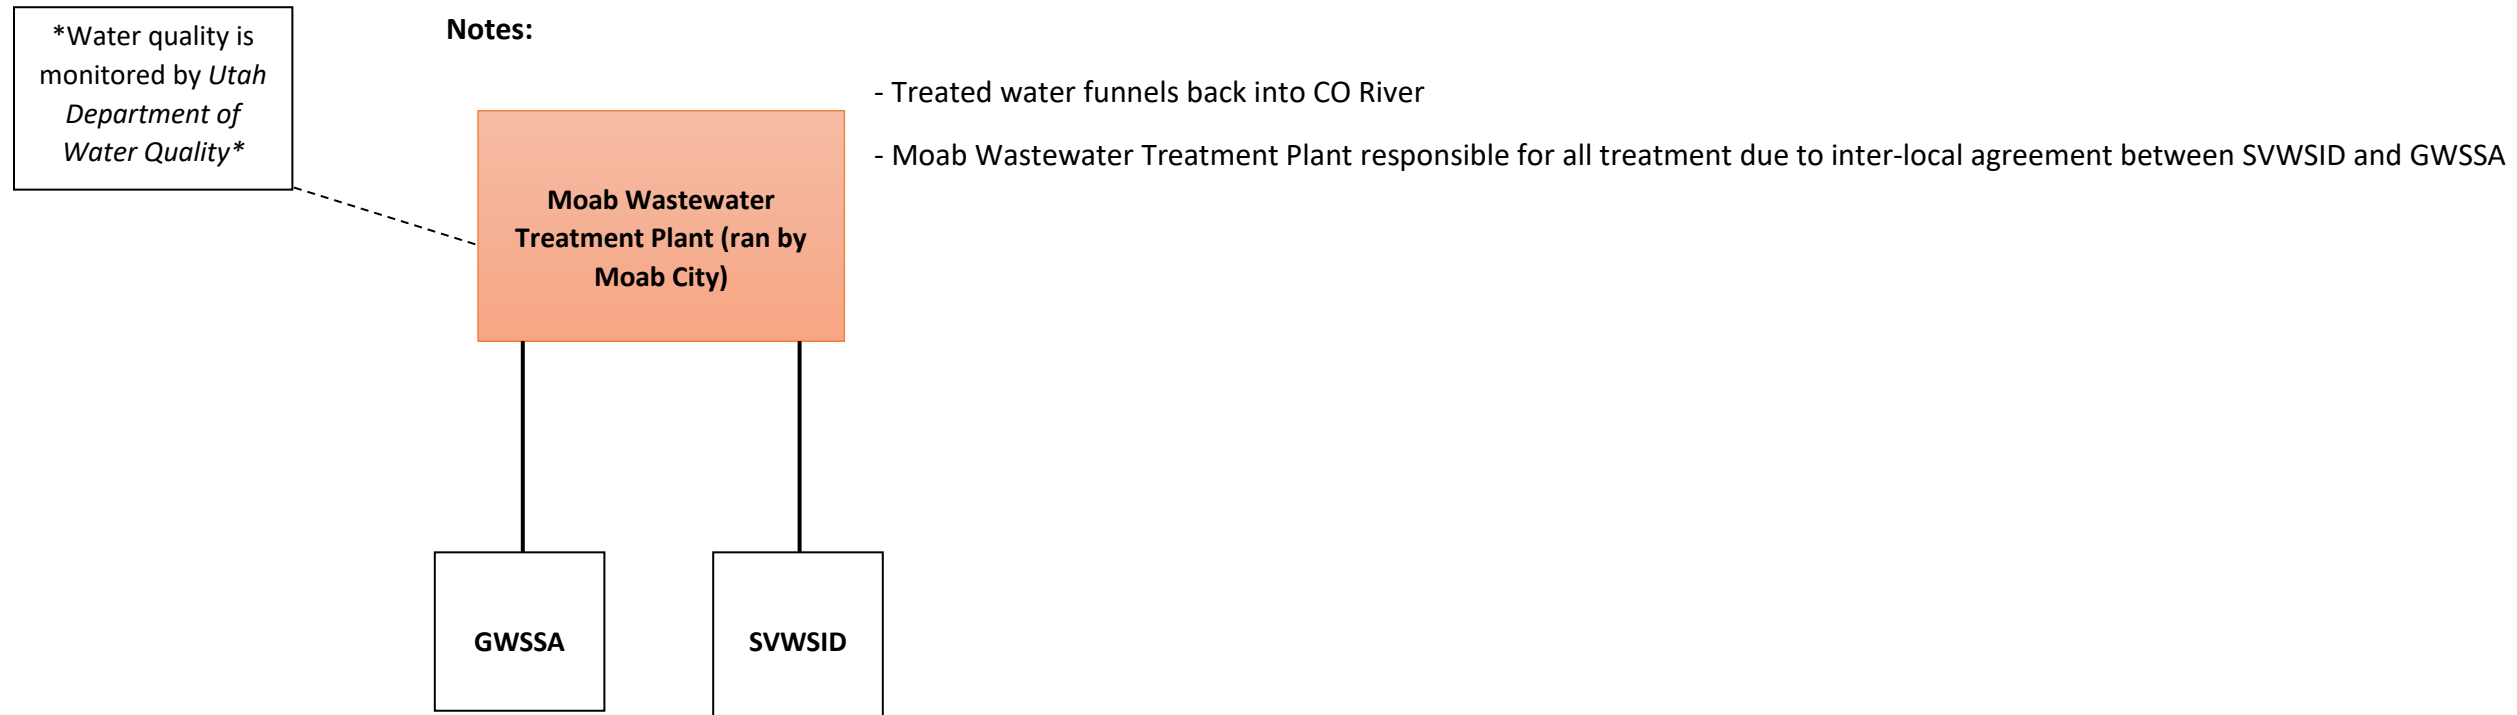 *Water quality is
monitored by Utah
Department of
Water Quality*
Notes:
- Treated water funnels back into CO River
- Moab Wastewater Treatment Plant responsible for all treatment due to inter-local agreement between SVWSID and GWSSA
Moab Wastewater
Treatment Plant (ran by
Moab City)
GWSSA
SVWSID